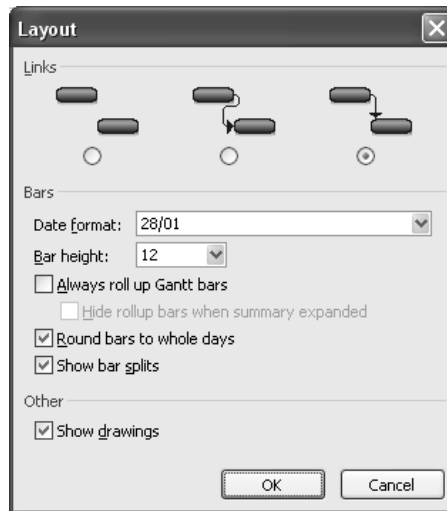 Layout
Links
Bars
Date format: 28/01
Bar height: 12
Always roll up Gantt bars
Hide rollup bars when summary expanded
Round bars to whole days
Show bar splits
Other
Show drawings
OK Cancel